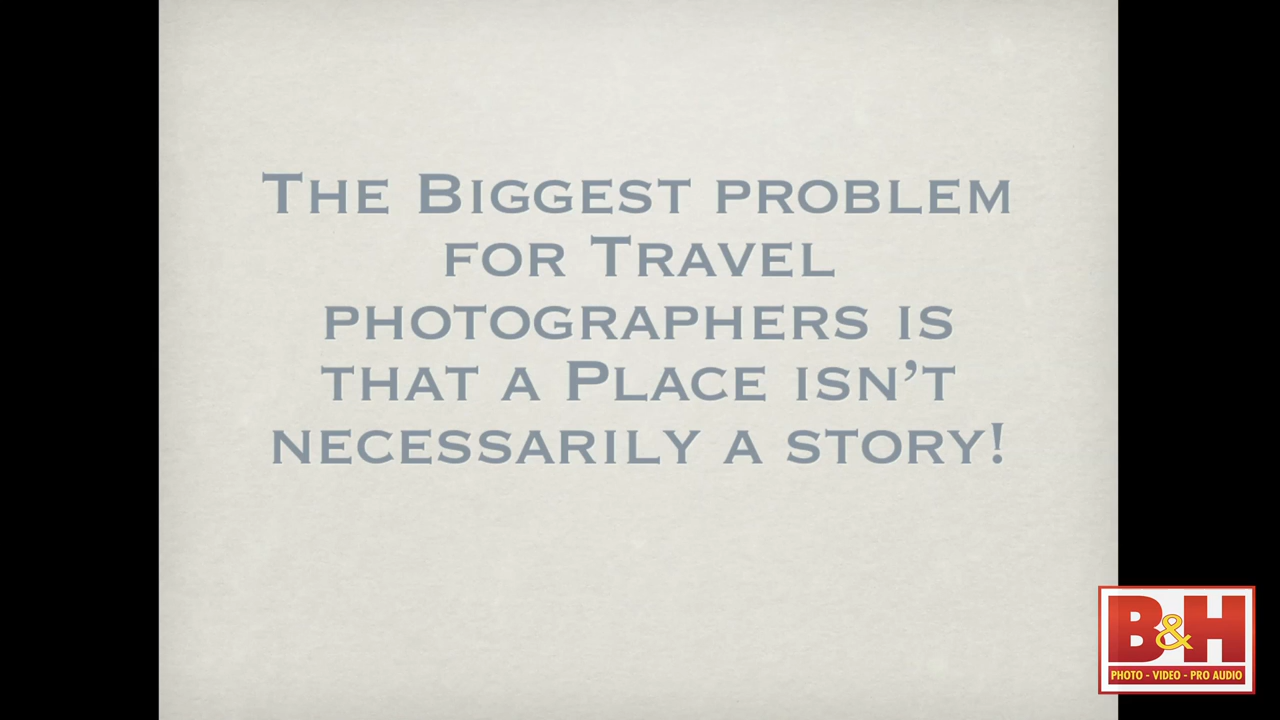 The Biggest problem
for Travel
photographers is
that a Place isn't
necessarily a story!
B&H
PHOTO - VIDEO - PRO AUDIO